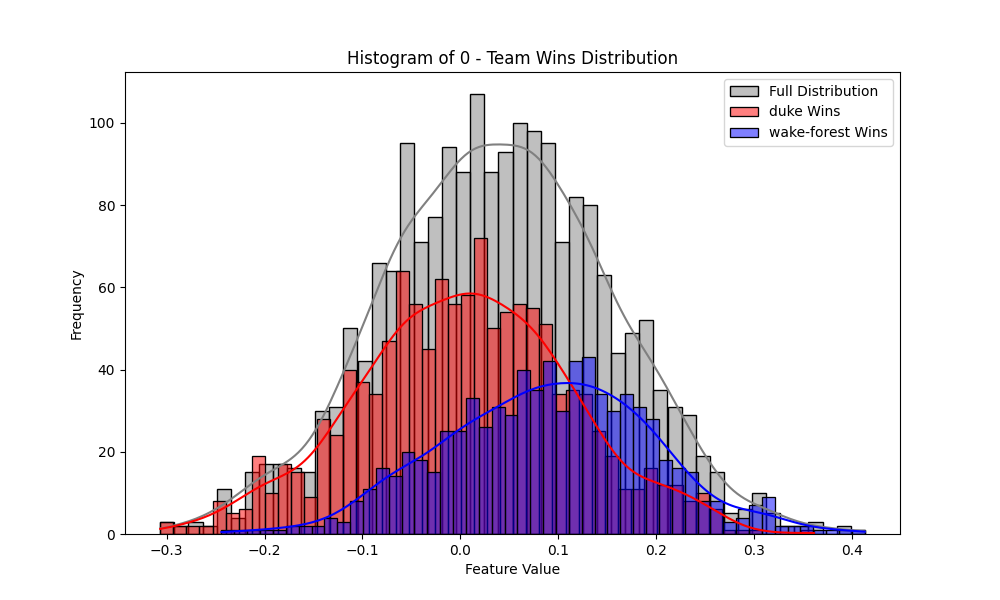 Histogram of 0 - Team Wins Distribution
Full Distribution
duke Wins
wake-forest Wins
Frequency
100
80
60
40
20
0
−0.3 −0.2 −0.1 0.0 0.1 0.2 0.3 0.4
Feature Value